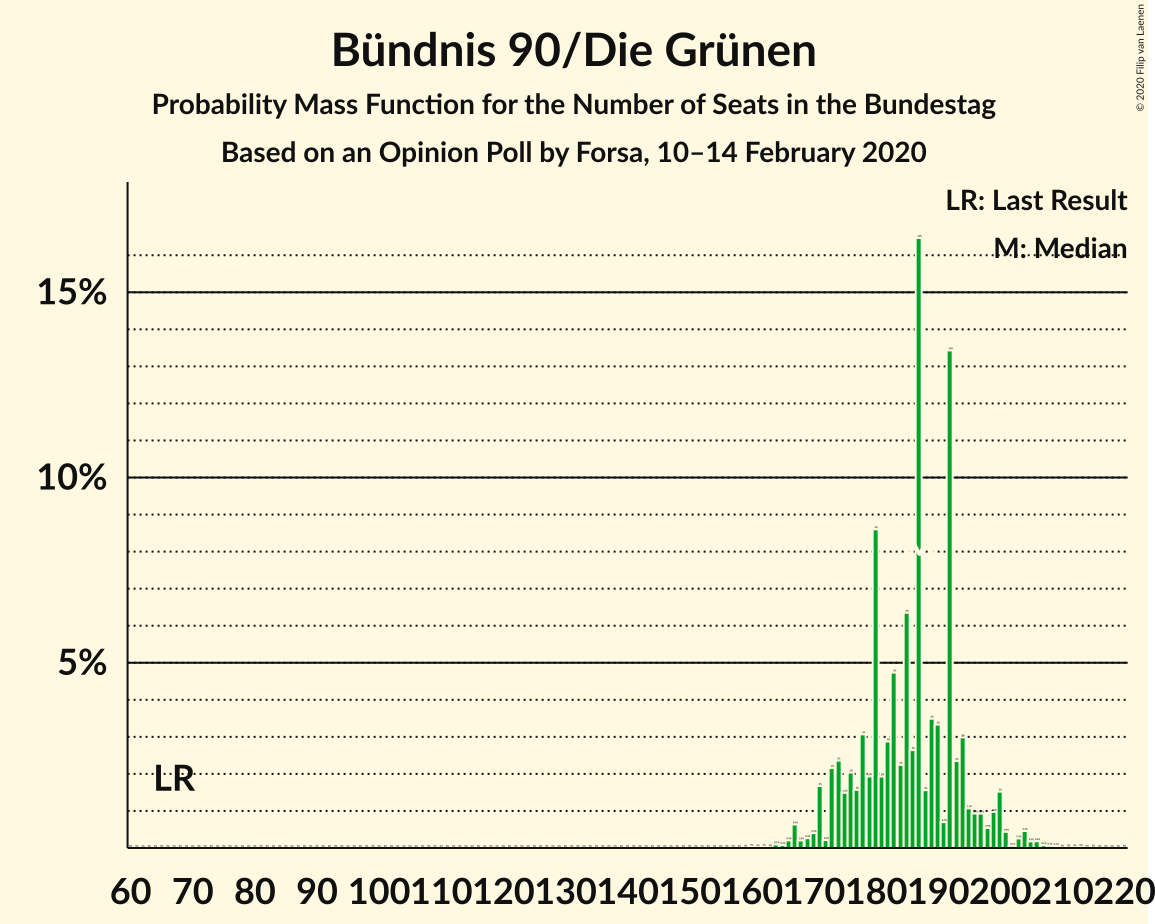 Bündnis 90/Die Grünen
Probability Mass Function for the Number of Seats in the Bundestag
Based on an Opinion Poll by Forsa, 10–14 February 2020
© 2020 Filip van Laenen
LR: Last Result
M: Median
15%
10%
5%
LR
60 70 80 90 100 110 120 130 140 150 160 170 180 190 200 210 220